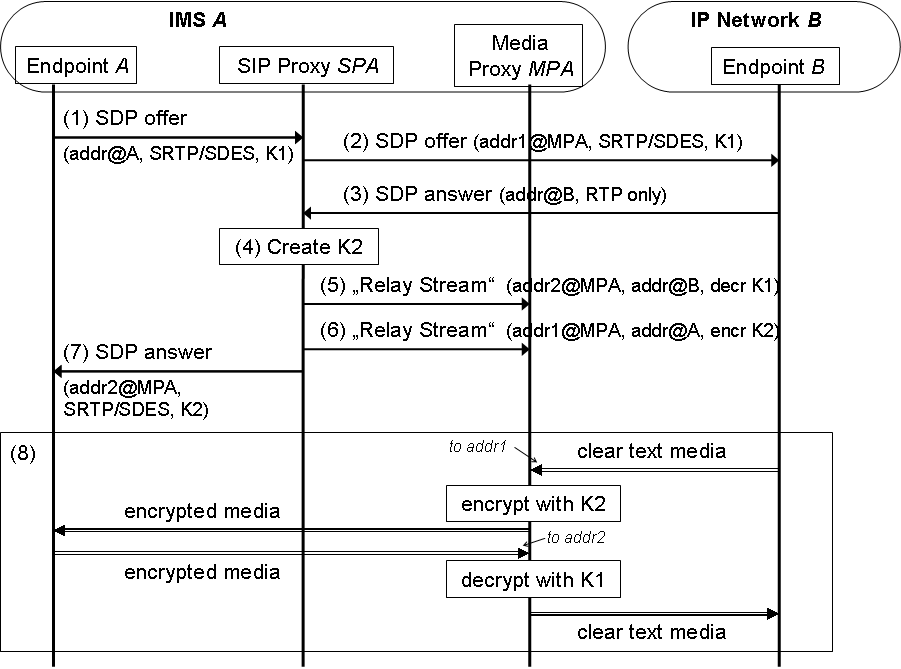 IMS A
IP Network B
Endpoint A
SIP Proxy SPA
Media
Proxy MPA
Endpoint B
(1) SDP offer
(addr@A, SRTP/SDES, K1)
(2) SDP offer (addr1@MPA, SRTP/SDES, K1)
(3) SDP answer (addr@B, RTP only)
(4) Create K2
(5) „Relay Stream“ (addr2@MPA, addr@B, decr K1)
(6) „Relay Stream“ (addr1@MPA, addr@A, encr K2)
(7) SDP answer
(addr2@MPA,
SRTP/SDES, K2)
(8)
to addr1
clear text media
encrypt with K2
encrypted media
to addr2
encrypted media
decrypt with K1
clear text media